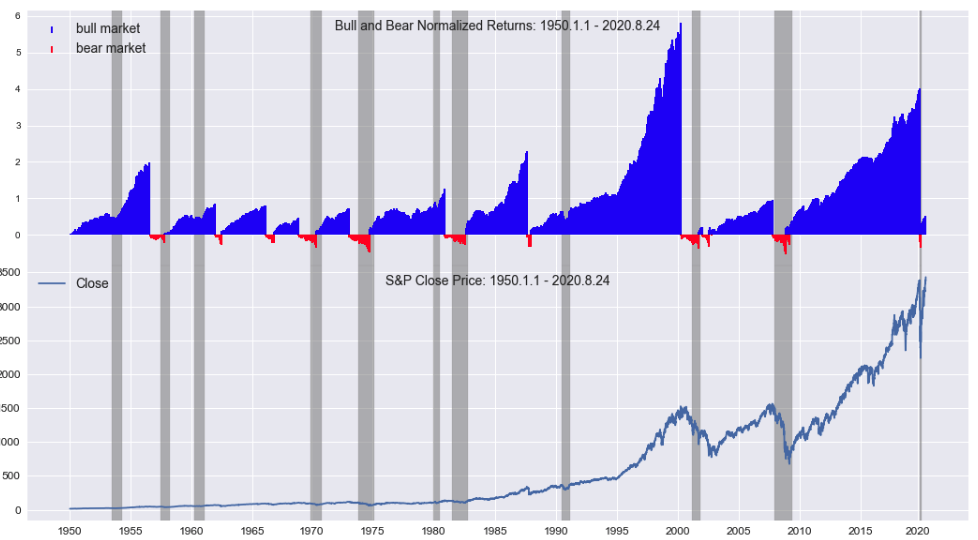 6
Bull and Bear Normalized Returns: 1950.1.1 - 2020.8.24
bull market
bear market
5
4
3
2
1
0
3500
S&P Close Price: 1950.1.1 - 2020.8.24
Close
3000
2500
2000
1500
1000
500
0
1950 1955 1960 1965 1970 1975 1980 1985 1990 1995 2000 2005 2010 2015 2020